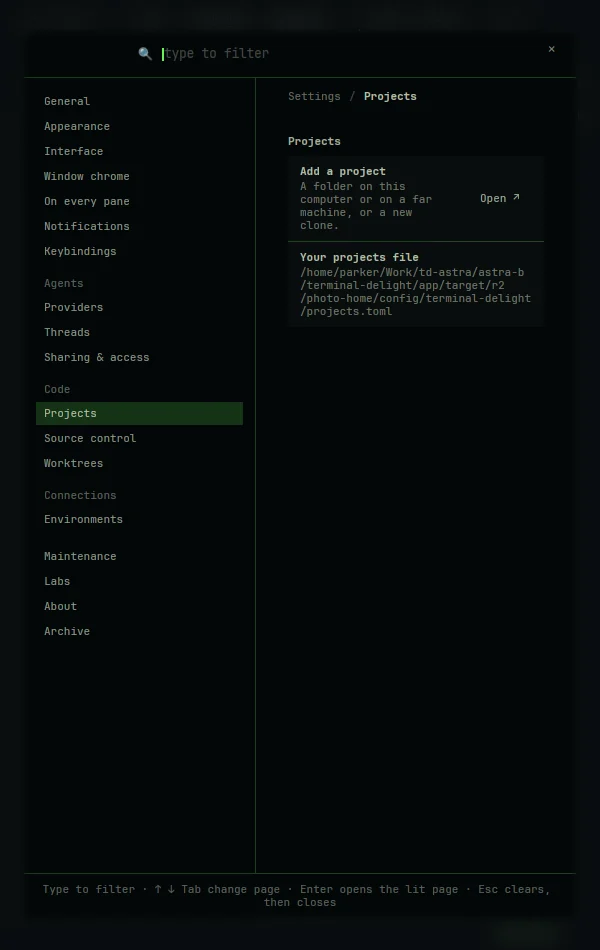 type to filter
×
General
Appearance
Interface
Window chrome
On every pane
Notifications
Keybindings
Agents
Providers
Threads
Sharing & access
Code
Projects
Source control
Worktrees
Connections
Environments
Maintenance
Labs
About
Archive
Settings / Projects
Projects
Add a project
A folder on this
computer or on a far
machine, or a new
clone.
Open ↗
Your projects file
/home/parker/Work/td-astra/astra-b
/terminal-delight/app/target/r2
/photo-home/config/terminal-delight
/projects.toml
Type to filter · ↑ ↓ Tab change page · Enter opens the lit page · Esc clears,
then closes